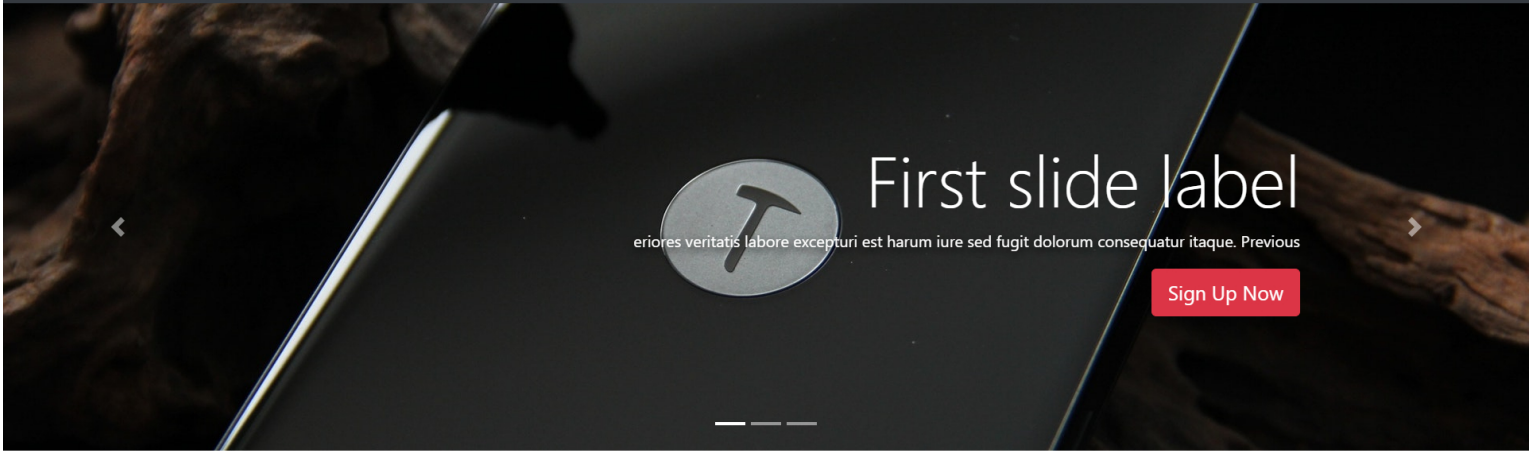 First slide label
eriores veritatis labore excepturi est harum iure sed fugit dolorum consequatur itaque. Previous
Sign Up Now